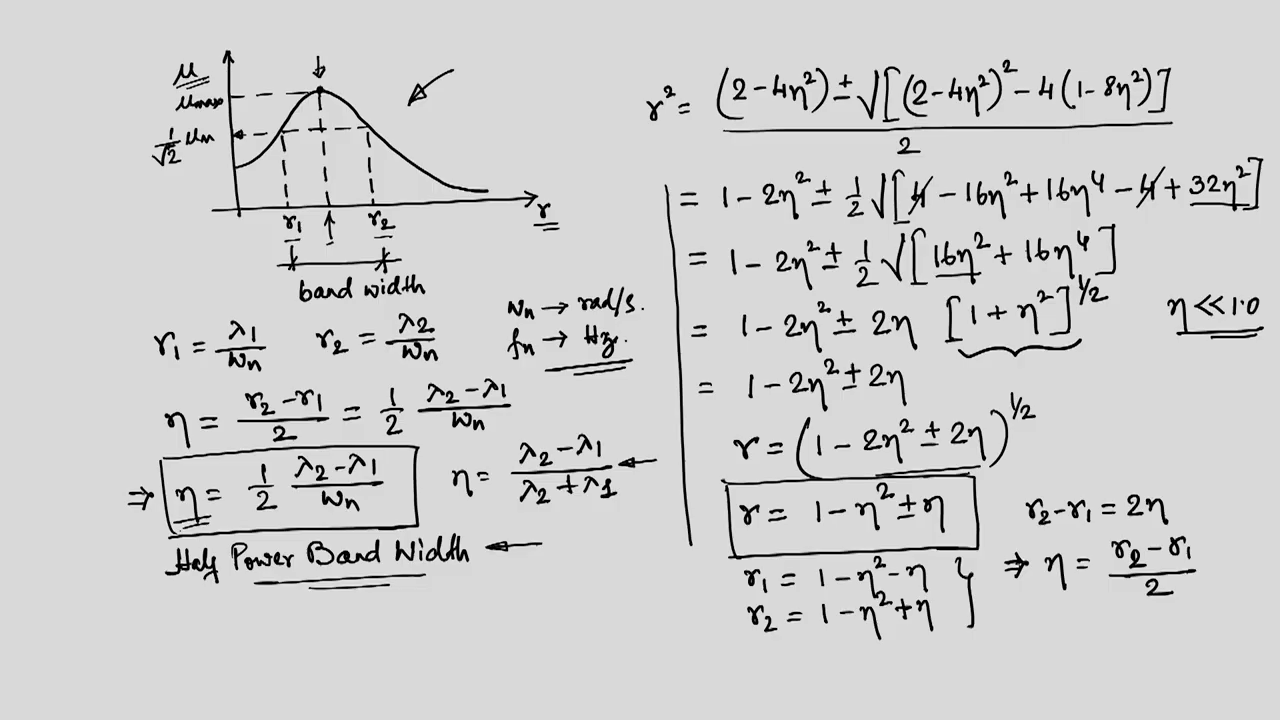 μ
μmax
1/√2 μn
r
r₁ r₂
band width
ωn → rad/s.
fn → Hz.
r₁ = λ₁/ωn r₂ = λ₂/ωn
η = (r₂ - r₁)/2 = 1/2 (λ₂ - λ₁)/ωn
⇒ η = 1/2 (λ₂ - λ₁)/ωn
η = (λ₂ - λ₁)/(λ₂ + λ₁) ←
Half Power Band Width ←
r² = ((2 - 4η²) ± √[(2 - 4η²)² - 4(1 - 8η²)])/2
= 1 - 2η² ± 1/2 √[4 - 16η² + 16η⁴ - 4 + 32η²]
= 1 - 2η² ± 1/2 √[16η² + 16η⁴]
= 1 - 2η² ± 2η [1 + η²]^1/2 η << 1.0
= 1 - 2η² ± 2η
r = (1 - 2η² ± 2η)^1/2
r = 1 - η² ± η
r₁ = 1 - η² - η
r₂ = 1 - η² + η
r₂ - r₁ = 2η
⇒ η = (r₂ - r₁)/2